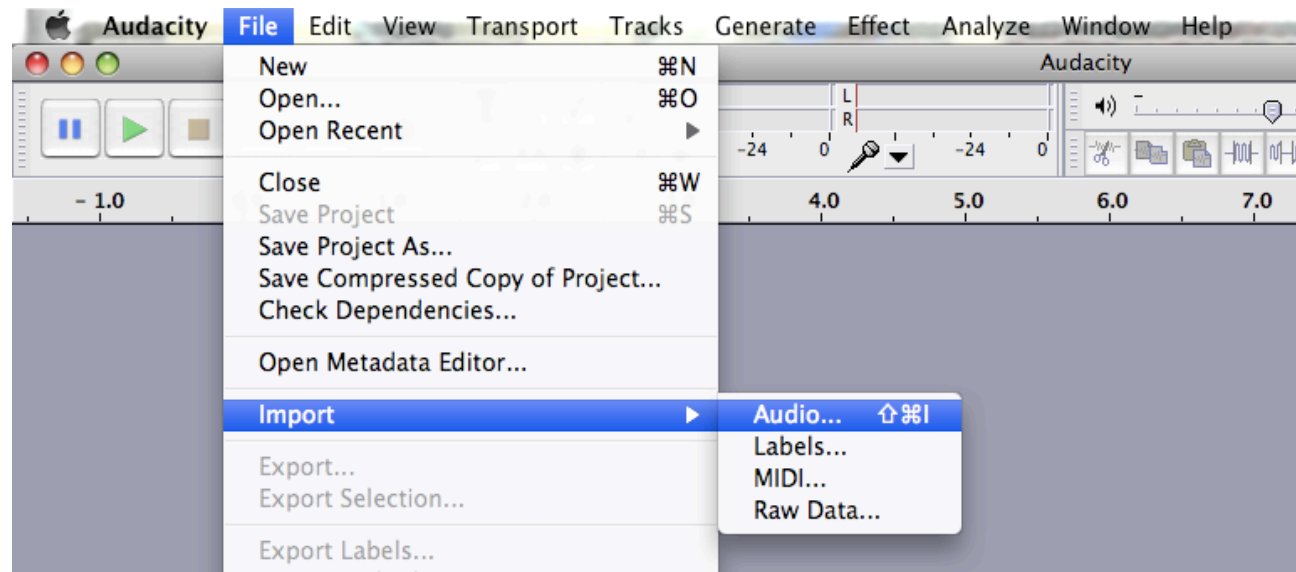 Audacity File Edit View Transport Tracks Generate Effect Analyze Window Help
Audacity
New ⌘N
Open... ⌘O
Open Recent ▶
L
R
-24 0 -24 0
Close ⌘W
- 1.0 4.0 5.0 6.0 7.0
Save Project ⌘S
Save Project As...
Save Compressed Copy of Project...
Check Dependencies...
Open Metadata Editor...
Import ▶
Audio... ⇧⌘I
Labels...
MIDI...
Raw Data...
Export...
Export Selection...
Export Labels...